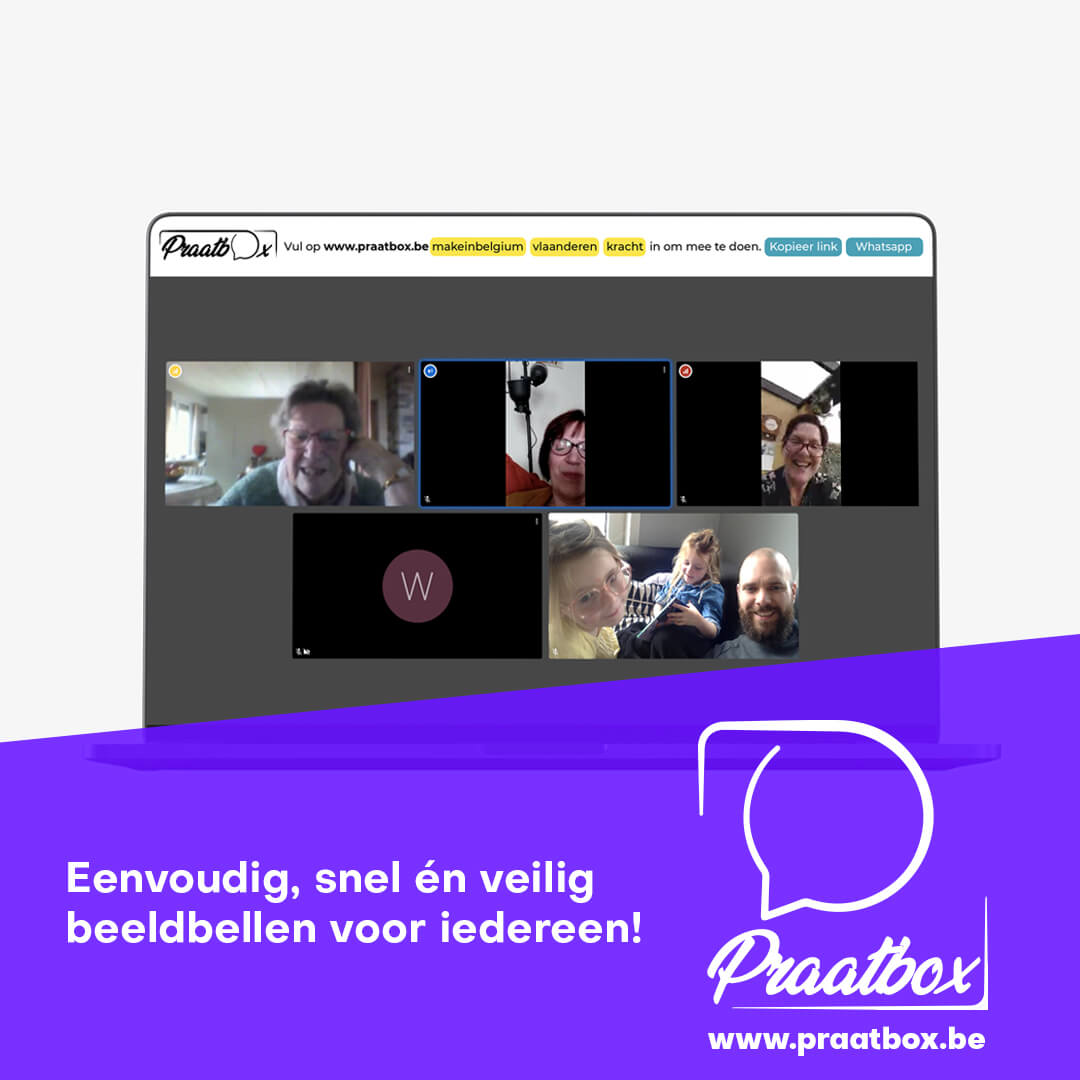 Praatbox Vul op www.praatbox.be makeinbelgium vlaanderen kracht in om mee te doen. Kopieer link Whatsapp
W
Eenvoudig, snel én veilig
beeldbellen voor iedereen!
Praatbox
www.praatbox.be